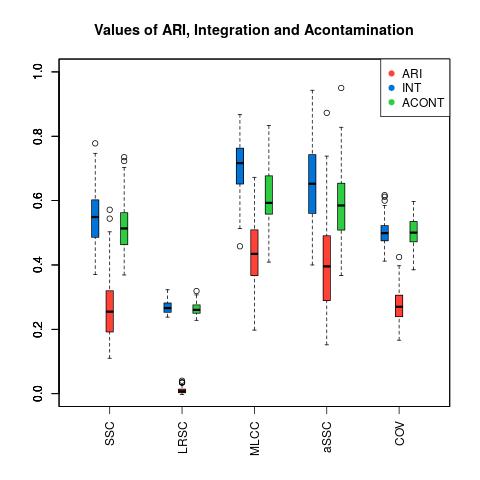 Values of ARI, Integration and Acontamination
ARI
INT
ACONT
1.0
0.8
0.6
0.4
0.2
0.0
SSC
LRSC
MLCC
aSSC
COV